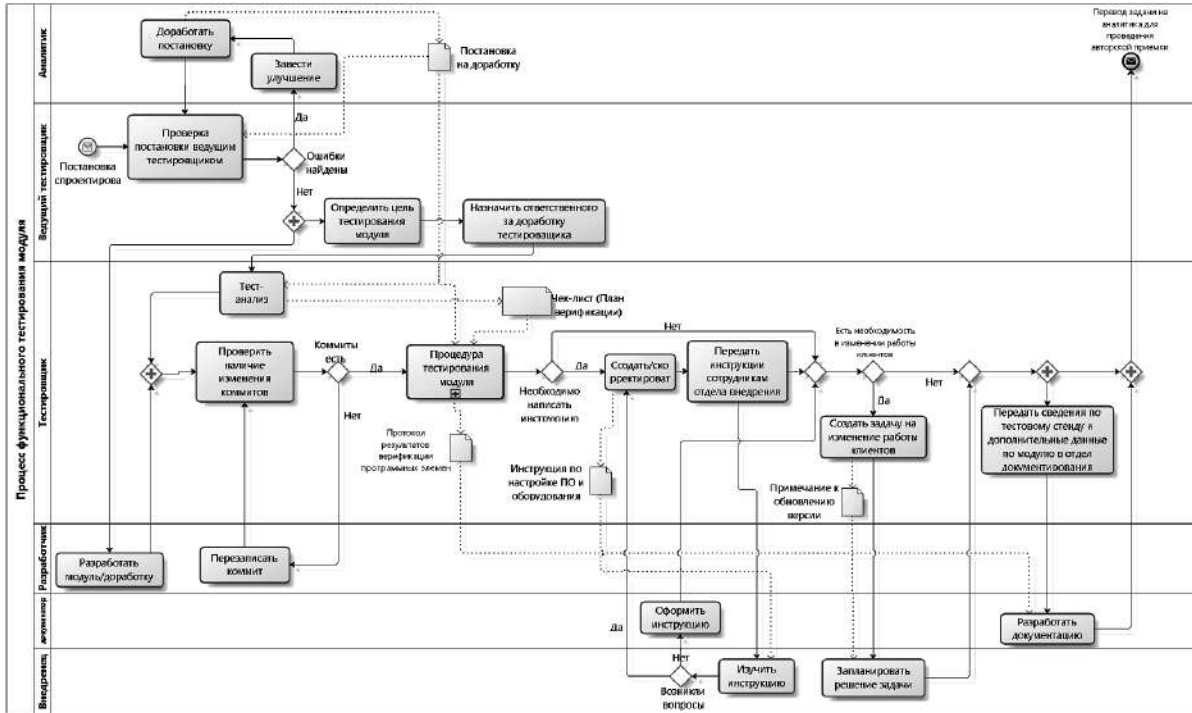 Процесс функционального тестирования модуля
Аналитик
Доработать
постановку
Завести
улучшение
Постановка
на доработку
Перевод задачи на
аналитика для
проведения
авторской приемки
Ведущий тестировщик
Постановка
спроектирова
Проверка
постановки ведущим
тестировщиком
Да
Ошибки
найдены
Нет
Определить цель
тестирования
модуля
Назначить ответственного
за доработку
тестироващика
Тестировщик
Тест-
анализ
Чек-лист (План
верификации)
Проверить
наличие
изменения
коммитов
Коммиты
есть
Да
Нет
Процедура
тестирования
модуля
Протокол
результатов
верификации
программных элемен
Необходимо
написать
инструкцию
Да
Нет
Создать/ско
рректироват
Передать
инструкции
сотрудникам
отдела внедрения
Инструкция по
настройке ПО и
оборудования
Есть необходимость
в изменении работы
клиентов
Да
Нет
Создать задачу на
изменение работы
клиентов
Примечание к
обновлению
версии
Передать сведения по
тестовому стенду и
дополнительные данные
по модулю в отдел
документирования
Разработчик
Разработать
модуль/доработку
Перезаписать
коммит
Оформить
инструкцию
Разработать
документацию
Внедренец
Да
Нет
Возникли
вопросы
Изучить
инструкцию
Запланировать
решение задачи